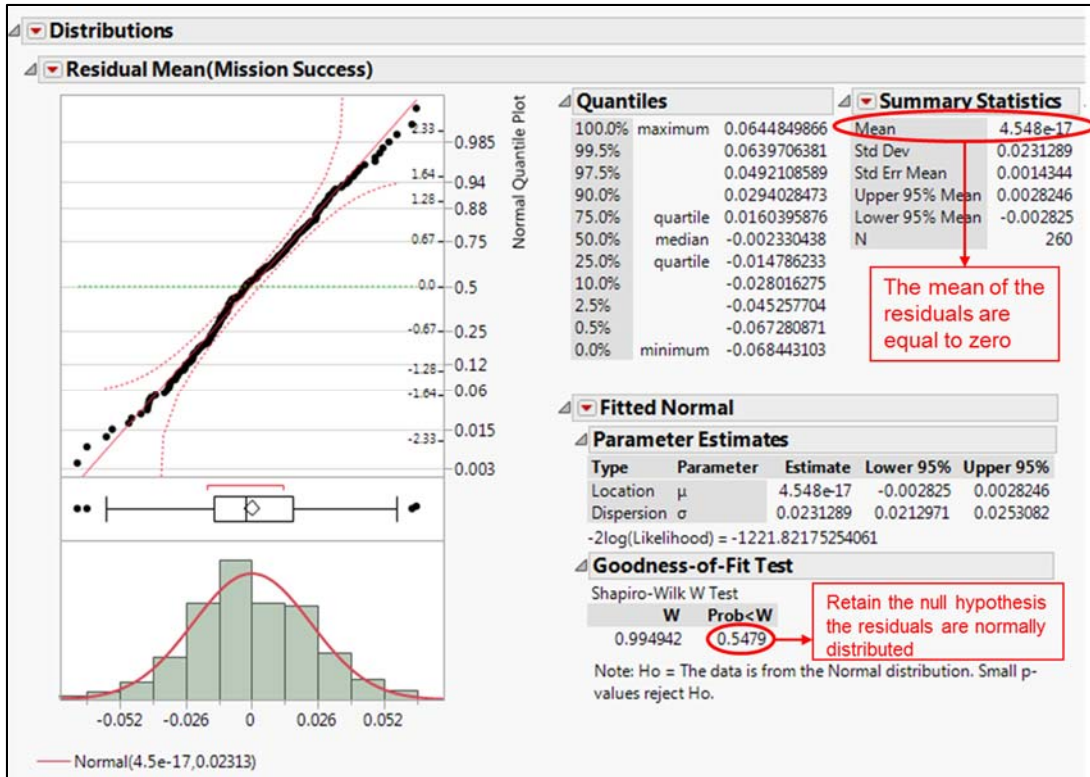 Distributions
Residual Mean(Mission Success)
Normal Quantile Plot
2.33
0.985
1.64
0.94
1.28
0.88
0.67
0.75
0.0
0.5
-0.67
0.25
-1.28
0.12
-1.64
0.06
-2.33
0.015
0.003
-0.052 -0.026 0 0.026 0.052
Normal(4.5e-17,0.02313)
Quantiles
100.0% maximum 0.0644849866
99.5% 0.0639706381
97.5% 0.0492108589
90.0% 0.0294028473
75.0% quartile 0.0160395876
50.0% median -0.002330438
25.0% quartile -0.014786233
10.0% -0.028016275
2.5% -0.045257704
0.5% -0.067280871
0.0% minimum -0.068443103
Summary Statistics
Mean 4.548e-17
Std Dev 0.0231289
Std Err Mean 0.0014344
Upper 95% Mean 0.0028246
Lower 95% Mean -0.002825
N 260
The mean of the
residuals are
equal to zero
Fitted Normal
Parameter Estimates
Type Parameter Estimate Lower 95% Upper 95%
Location μ 4.548e-17 -0.002825 0.0028246
Dispersion σ 0.0231289 0.0212971 0.0253082
-2log(Likelihood) = -1221.82175254061
Goodness-of-Fit Test
Shapiro-Wilk W Test
W Prob<W
0.994942 0.5479
Retain the null hypothesis
the residuals are normally
distributed
Note: Ho = The data is from the Normal distribution. Small p-
values reject Ho.